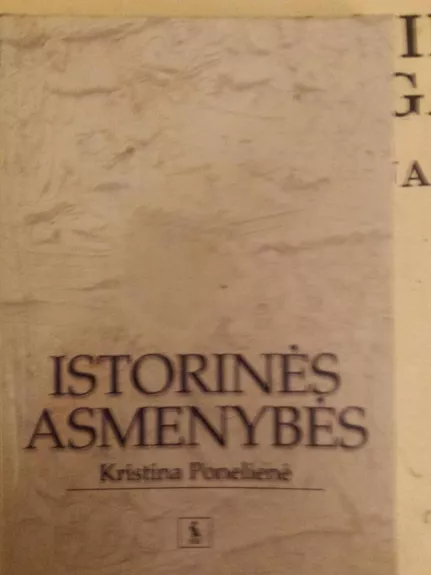 ISTORINĖS
ASMENYBĖS
Kristina Ponelienė